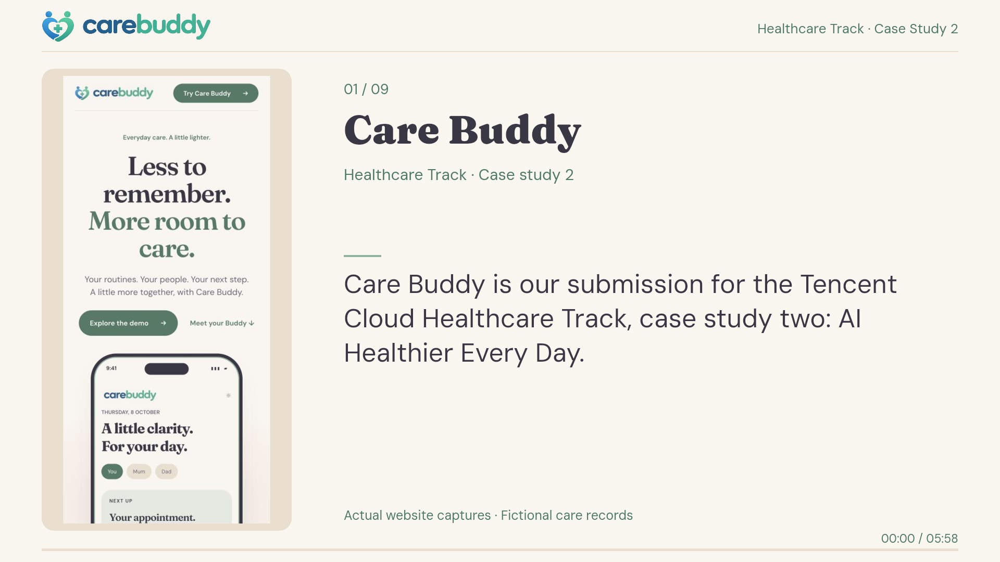 carebuddy
Healthcare Track · Case Study 2
carebuddy
Try Care Buddy →
Everyday care. A little lighter.
Less to
remember.
More room to
care.
Your routines. Your people. Your next step.
A little more together, with Care Buddy.
Explore the demo →
Meet your Buddy ↓
9:41
carebuddy
THURSDAY, 8 OCTOBER
A little clarity.
For your day.
You
Mum
Dad
NEXT UP
Your appointment.
01 / 09
Care Buddy
Healthcare Track · Case study 2
Care Buddy is our submission for the Tencent
Cloud Healthcare Track, case study two: AI
Healthier Every Day.
Actual website captures · Fictional care records
00:00 / 05:58